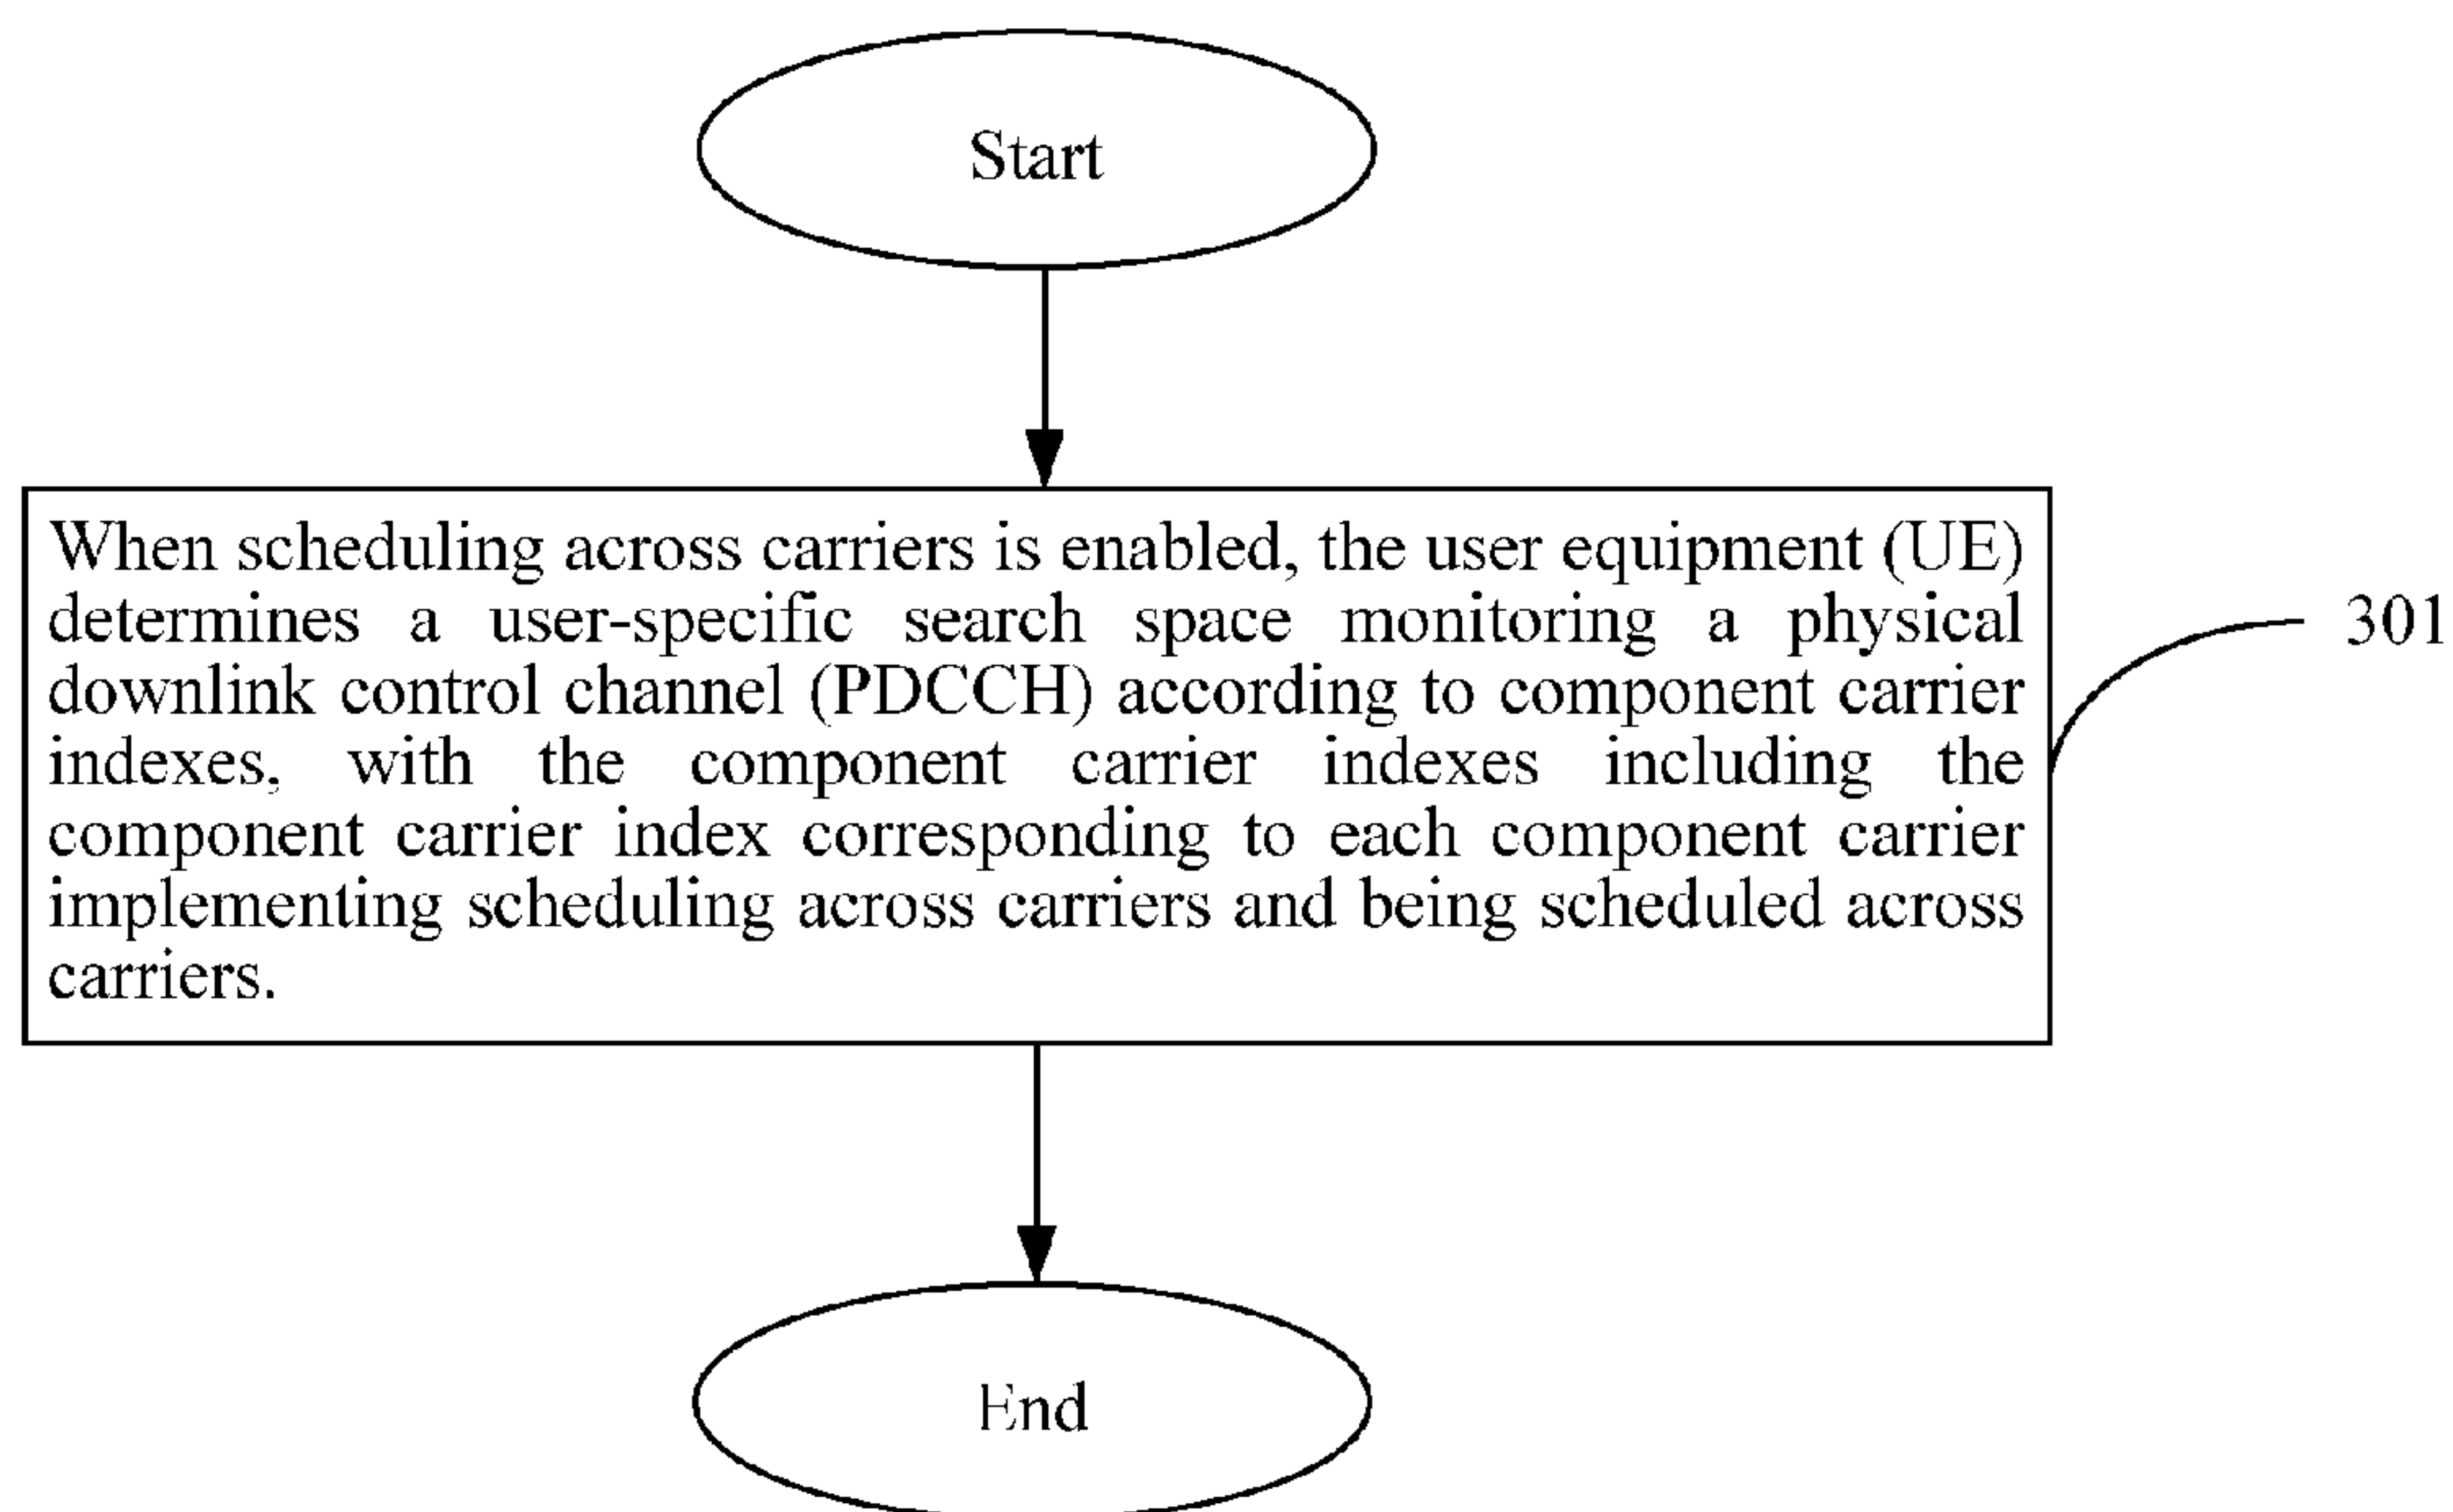 Start
When scheduling across carriers is enabled, the user equipment (UE)
determines a user-specific search space monitoring a physical
downlink control channel (PDCCH) according to component carrier
indexes, with the component carrier indexes including the
component carrier index corresponding to each component carrier
implementing scheduling across carriers and being scheduled across
carriers.
301
End